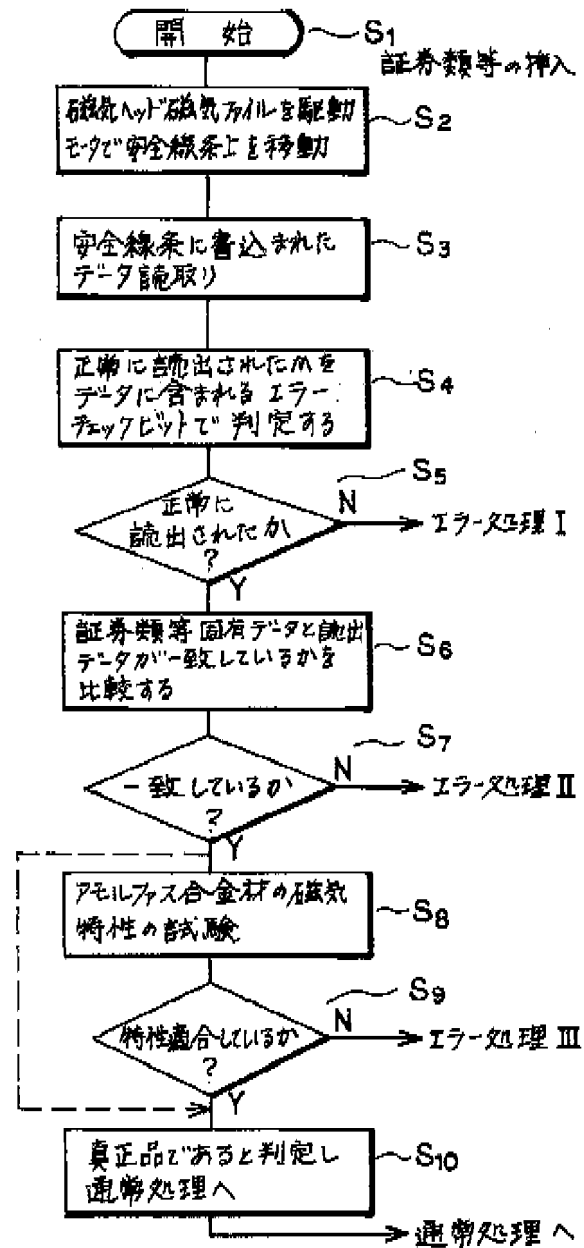 開始
S1
証券類等の挿入
磁気ヘッド磁気ファイルを駆動
モータで安全線条上を移動
S2
安全線条に書込まれた
データ読取り
S3
正常に読出されたかを
データに含まれるエラー
チェックビットで判定する
S4
S5
正常に
読出されたか
?
N
エラー処理I
Y
証券類等固有データと読出
データが一致しているかを
比較する
S6
S7
一致しているか
?
N
エラー処理II
Y
アモルファス合金材の磁気
特性の試験
S8
S9
特性適合しているか
?
N
エラー処理III
Y
真正品であると判定し
通常処理へ
S10
通常処理へ